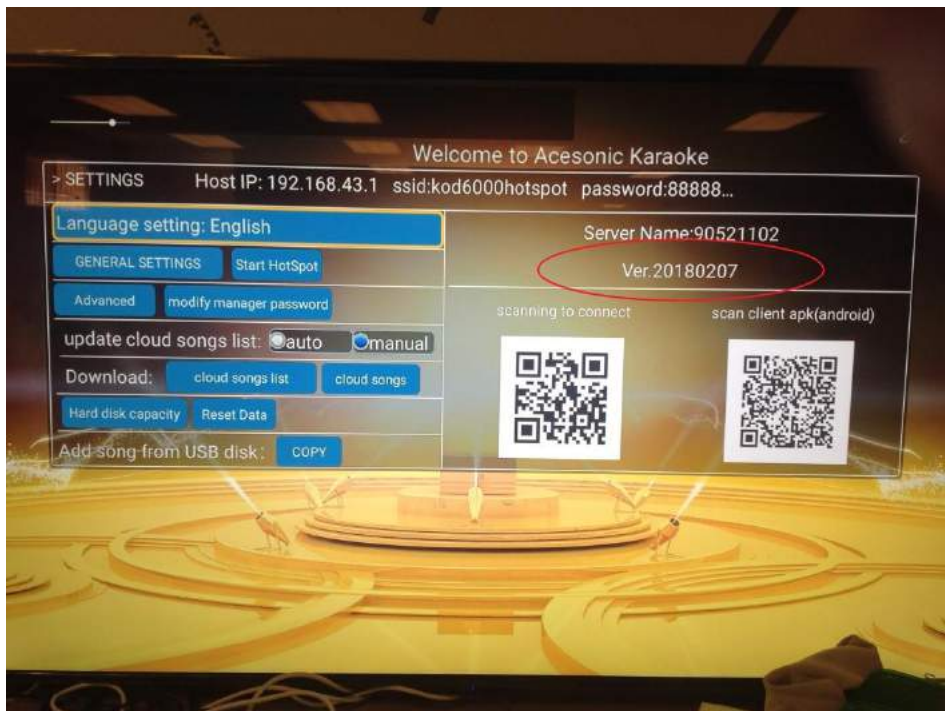 Welcome to Acesonic Karaoke
> SETTINGS Host IP: 192.168.43.1 ssid:kod6000hotspot password:88888...
Language setting: English
GENERAL SETTINGS Start HotSpot
Advanced modify manager password
update cloud songs list: auto manual
Download: cloud songs list cloud songs
Hard disk capacity Reset Data
Add song from USB disk: COPY
Server Name:90521102
Ver.20180207
scanning to connect scan client apk(android)